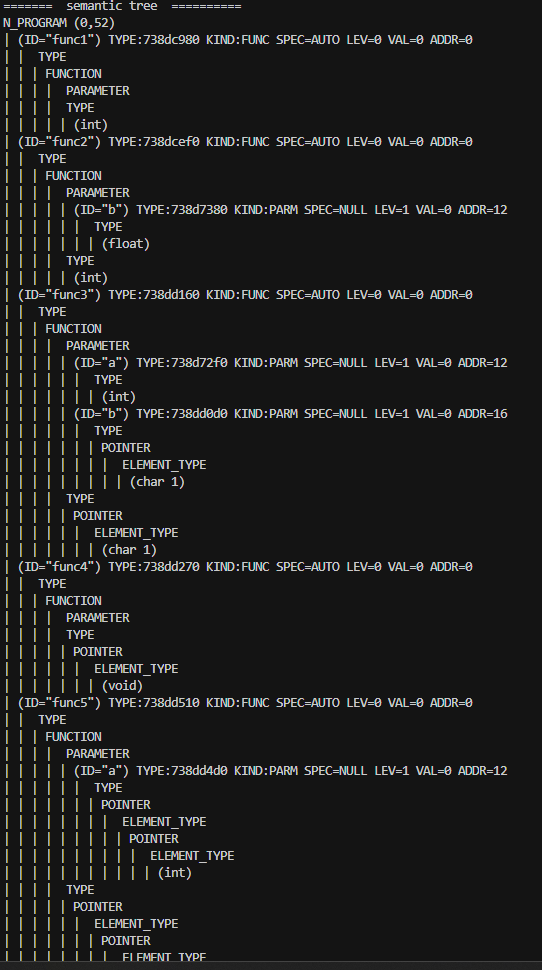 ======= semantic tree ==========
N_PROGRAM (0,52)
| (ID="func1") TYPE:738dc980 KIND:FUNC SPEC=AUTO LEV=0 VAL=0 ADDR=0
| | TYPE
| | | FUNCTION
| | | | PARAMETER
| | | | TYPE
| | | | | (int)
| (ID="func2") TYPE:738dcef0 KIND:FUNC SPEC=AUTO LEV=0 VAL=0 ADDR=0
| | TYPE
| | | FUNCTION
| | | | PARAMETER
| | | | | (ID="b") TYPE:738d7380 KIND:PARM SPEC=NULL LEV=1 VAL=0 ADDR=12
| | | | | | TYPE
| | | | | | | (float)
| | | | TYPE
| | | | | (int)
| (ID="func3") TYPE:738dd160 KIND:FUNC SPEC=AUTO LEV=0 VAL=0 ADDR=0
| | TYPE
| | | FUNCTION
| | | | PARAMETER
| | | | | (ID="a") TYPE:738d72f0 KIND:PARM SPEC=NULL LEV=1 VAL=0 ADDR=12
| | | | | | TYPE
| | | | | | | (int)
| | | | | (ID="b") TYPE:738dd0d0 KIND:PARM SPEC=NULL LEV=1 VAL=0 ADDR=16
| | | | | | TYPE
| | | | | | | POINTER
| | | | | | | | ELEMENT_TYPE
| | | | | | | | | (char 1)
| | | | TYPE
| | | | | POINTER
| | | | | | ELEMENT_TYPE
| | | | | | | (char 1)
| (ID="func4") TYPE:738dd270 KIND:FUNC SPEC=AUTO LEV=0 VAL=0 ADDR=0
| | TYPE
| | | FUNCTION
| | | | PARAMETER
| | | | TYPE
| | | | | POINTER
| | | | | | ELEMENT_TYPE
| | | | | | | (void)
| (ID="func5") TYPE:738dd510 KIND:FUNC SPEC=AUTO LEV=0 VAL=0 ADDR=0
| | TYPE
| | | FUNCTION
| | | | PARAMETER
| | | | | (ID="a") TYPE:738dd4d0 KIND:PARM SPEC=NULL LEV=1 VAL=0 ADDR=12
| | | | | | TYPE
| | | | | | | POINTER
| | | | | | | | ELEMENT_TYPE
| | | | | | | | | POINTER
| | | | | | | | | | ELEMENT_TYPE
| | | | | | | | | | | (int)
| | | | TYPE
| | | | | POINTER
| | | | | | ELEMENT_TYPE
| | | | | | | POINTER
| | | | | | | | ELEMENT_TYPE